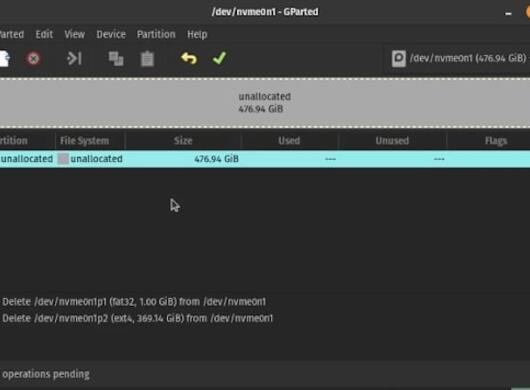 /dev/nvme0n1 - GParted
Edit View Device Partition Help
/dev/nvme0n1 (476.94 GiB)
unallocated
476.94 GiB
File System Size Used Unused Flags
unallocated unallocated 476.94 GiB --- ---
Delete /dev/nvme0n1p1 (fat32, 1.00 GiB) from /dev/nvme0n1
Delete /dev/nvme0n1p2 (ext4, 369.14 GiB) from /dev/nvme0n1
operations pending